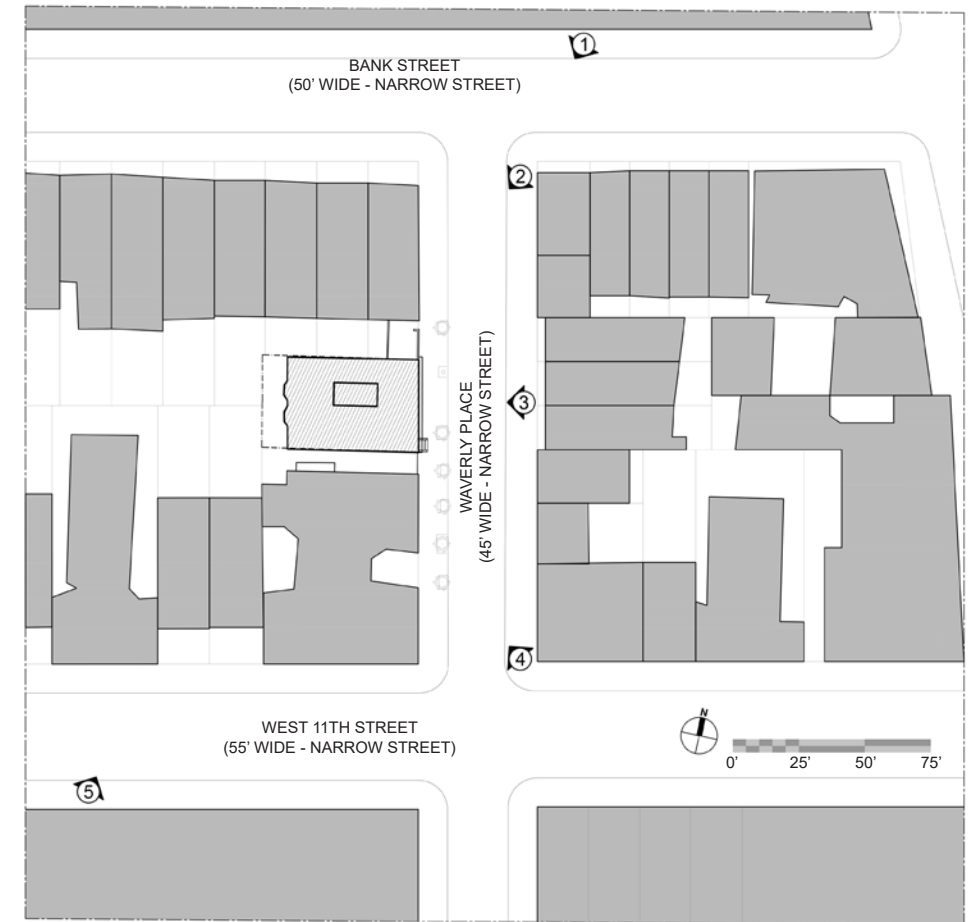 1
BANK STREET
(50’ WIDE - NARROW STREET)
2
WAVERLY PLACE
(45’ WIDE - NARROW STREET)
3
4
WEST 11TH STREET
(55’ WIDE - NARROW STREET)
N
0’ 25’ 50’ 75’
5